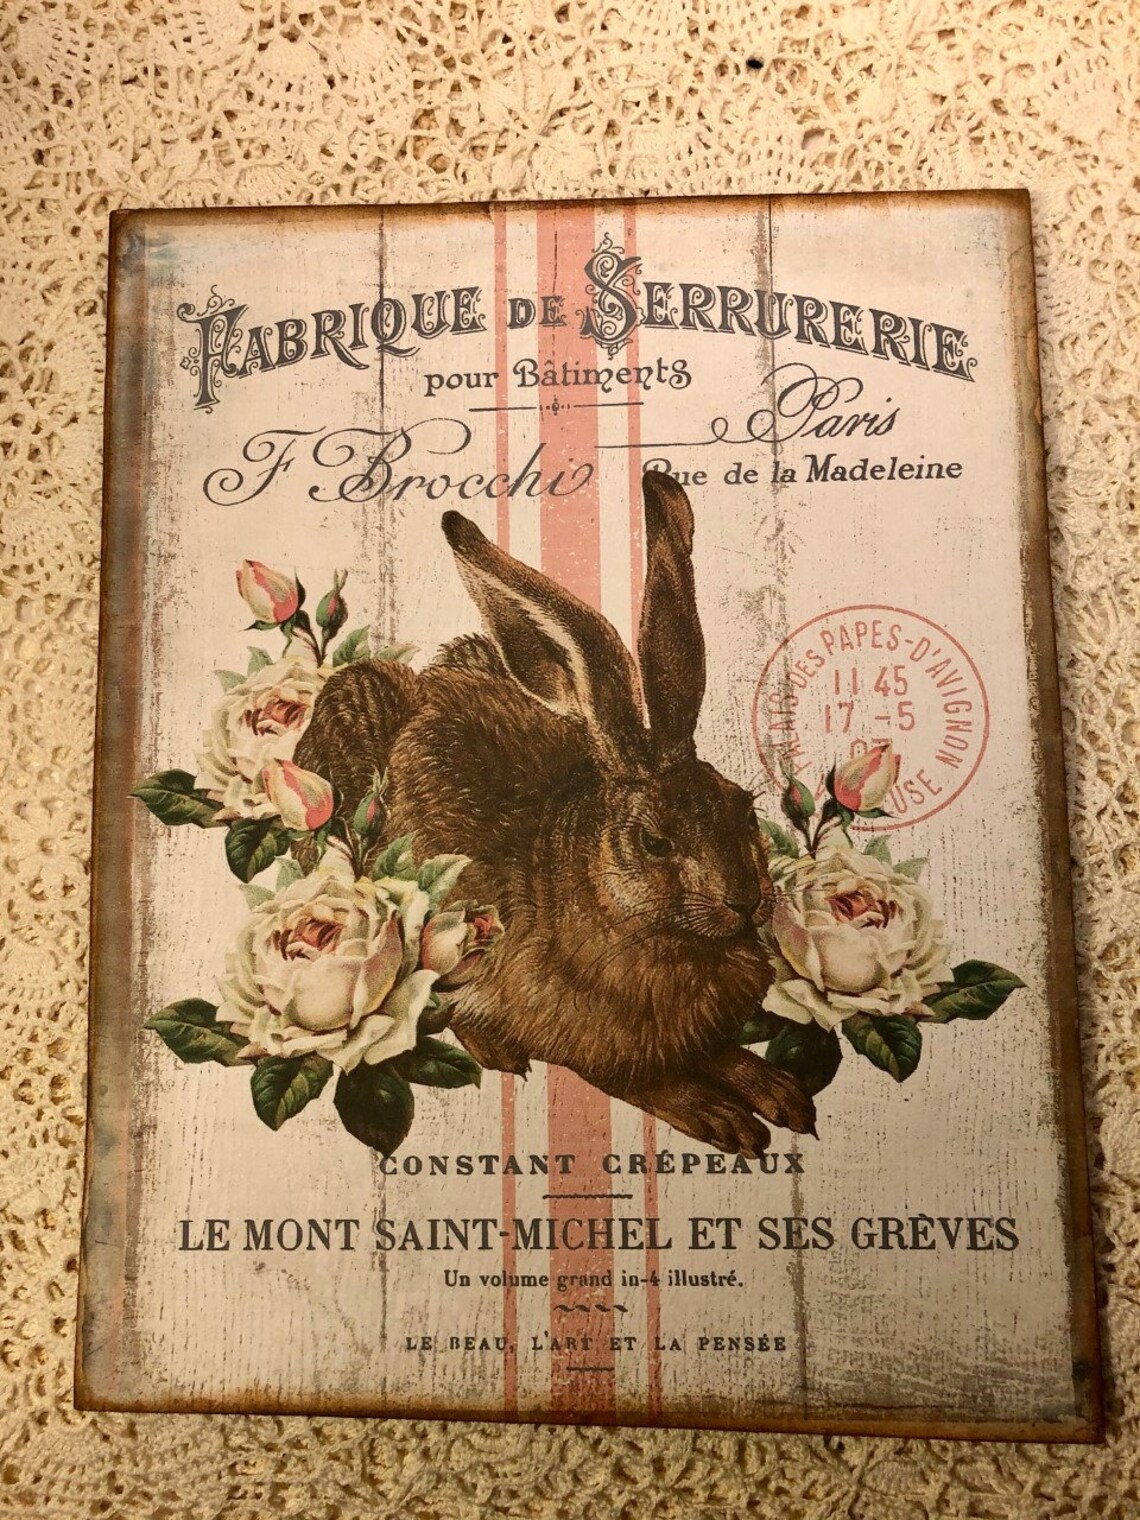 FABRIQUE DE SERRURERIE
pour Bâtiments
Paris
F Brocchi
Rue de la Madeleine
PALAIS-DES PAPES-D'AVIGNON
11 45
17 -5
CONSTANT CRÉPEAUX
LE MONT SAINT-MICHEL ET SES GRÈVES
Un volume grand in-4 illustré.
LE BEAU, L'ART ET LA PENSÉE